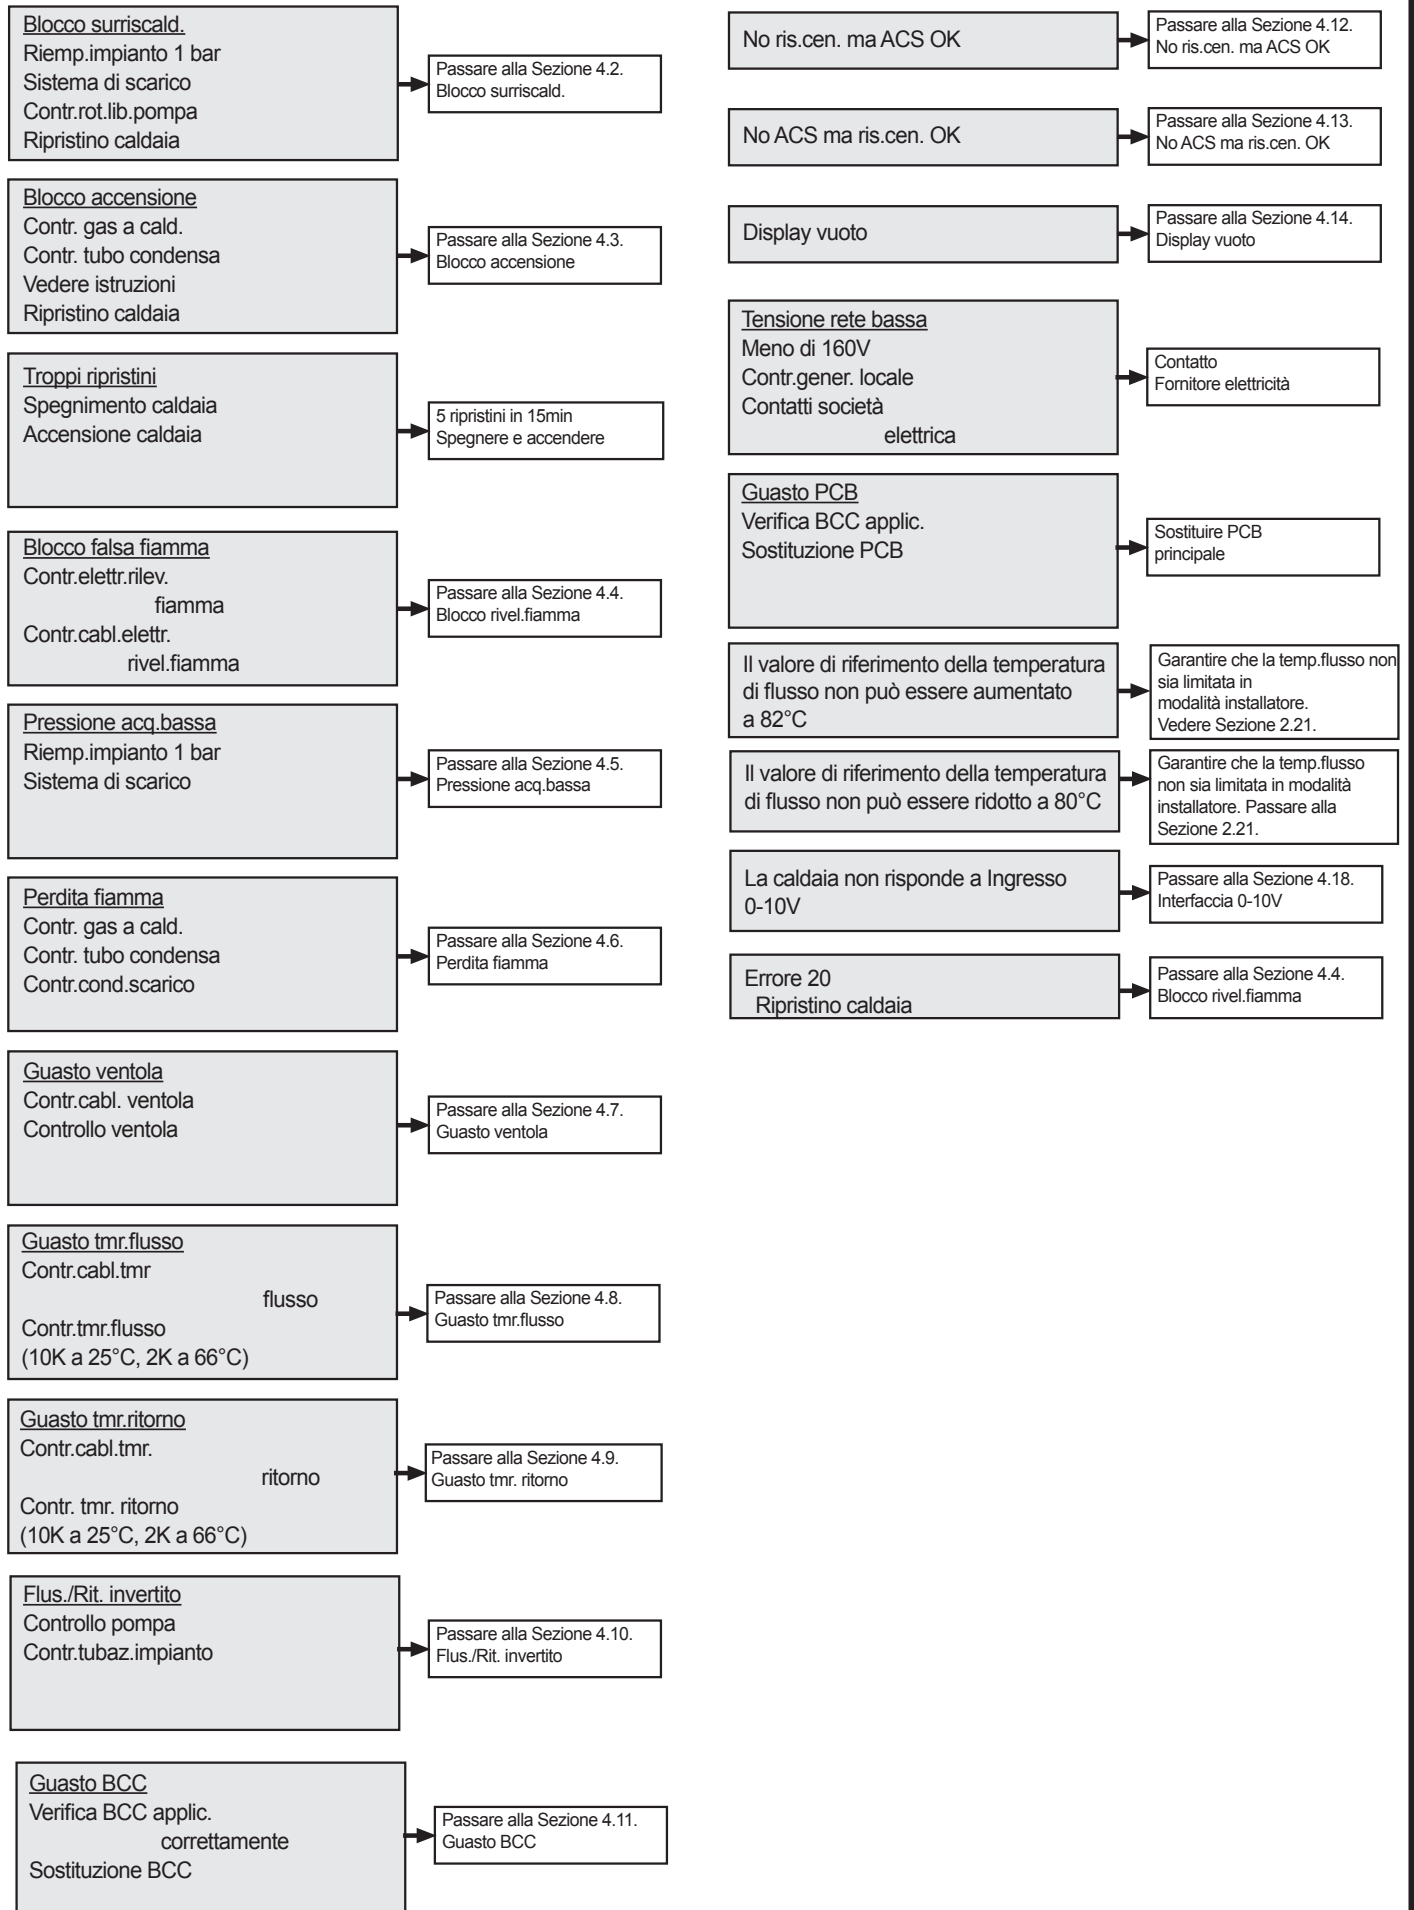 Blocco surriscald.
Riemp.impianto 1 bar
Sistema di scarico
Contr.rot.lib.pompa
Ripristino caldaia
Passare alla Sezione 4.2.
Blocco surriscald.
Blocco accensione
Contr. gas a cald.
Contr. tubo condensa
Vedere istruzioni
Ripristino caldaia
Passare alla Sezione 4.3.
Blocco accensione
Troppi ripristini
Spegnimento caldaia
Accensione caldaia
5 ripristini in 15min
Spegnere e accendere
Blocco falsa fiamma
Contr.elettr.rilev.
fiamma
Contr.cabl.elettr.
rivel.fiamma
Passare alla Sezione 4.4.
Blocco rivel.fiamma
Pressione acq.bassa
Riemp.impianto 1 bar
Sistema di scarico
Passare alla Sezione 4.5.
Pressione acq.bassa
Perdita fiamma
Contr. gas a cald.
Contr. tubo condensa
Contr.cond.scarico
Passare alla Sezione 4.6.
Perdita fiamma
Guasto ventola
Contr.cabl. ventola
Controllo ventola
Passare alla Sezione 4.7.
Guasto ventola
Guasto tmr.flusso
Contr.cabl.tmr
flusso
Contr.tmr.flusso
(10K a 25°C, 2K a 66°C)
Passare alla Sezione 4.8.
Guasto tmr.flusso
Guasto tmr.ritorno
Contr.cabl.tmr.
ritorno
Contr. tmr. ritorno
(10K a 25°C, 2K a 66°C)
Passare alla Sezione 4.9.
Guasto tmr. ritorno
Flus./Rit. invertito
Controllo pompa
Contr.tubaz.impianto
Passare alla Sezione 4.10.
Flus./Rit. invertito
Guasto BCC
Verifica BCC applic.
correttamente
Sostituzione BCC
Passare alla Sezione 4.11.
Guasto BCC
No ris.cen. ma ACS OK
Passare alla Sezione 4.12.
No ris.cen. ma ACS OK
No ACS ma ris.cen. OK
Passare alla Sezione 4.13.
No ACS ma ris.cen. OK
Display vuoto
Passare alla Sezione 4.14.
Display vuoto
Tensione rete bassa
Meno di 160V
Contr.gener. locale
Contatti società
elettrica
Contatto
Fornitore elettricità
Guasto PCB
Verifica BCC applic.
Sostituzione PCB
Sostituire PCB
principale
Il valore di riferimento della temperatura
di flusso non può essere aumentato
a 82°C
Garantire che la temp.flusso non
sia limitata in
modalità installatore.
Vedere Sezione 2.21.
Il valore di riferimento della temperatura
di flusso non può essere ridotto a 80°C
Garantire che la temp.flusso
non sia limitata in modalità
installatore. Passare alla
Sezione 2.21.
La caldaia non risponde a Ingresso
0-10V
Passare alla Sezione 4.18.
Interfaccia 0-10V
Errore 20
Ripristino caldaia
Passare alla Sezione 4.4.
Blocco rivel.fiamma